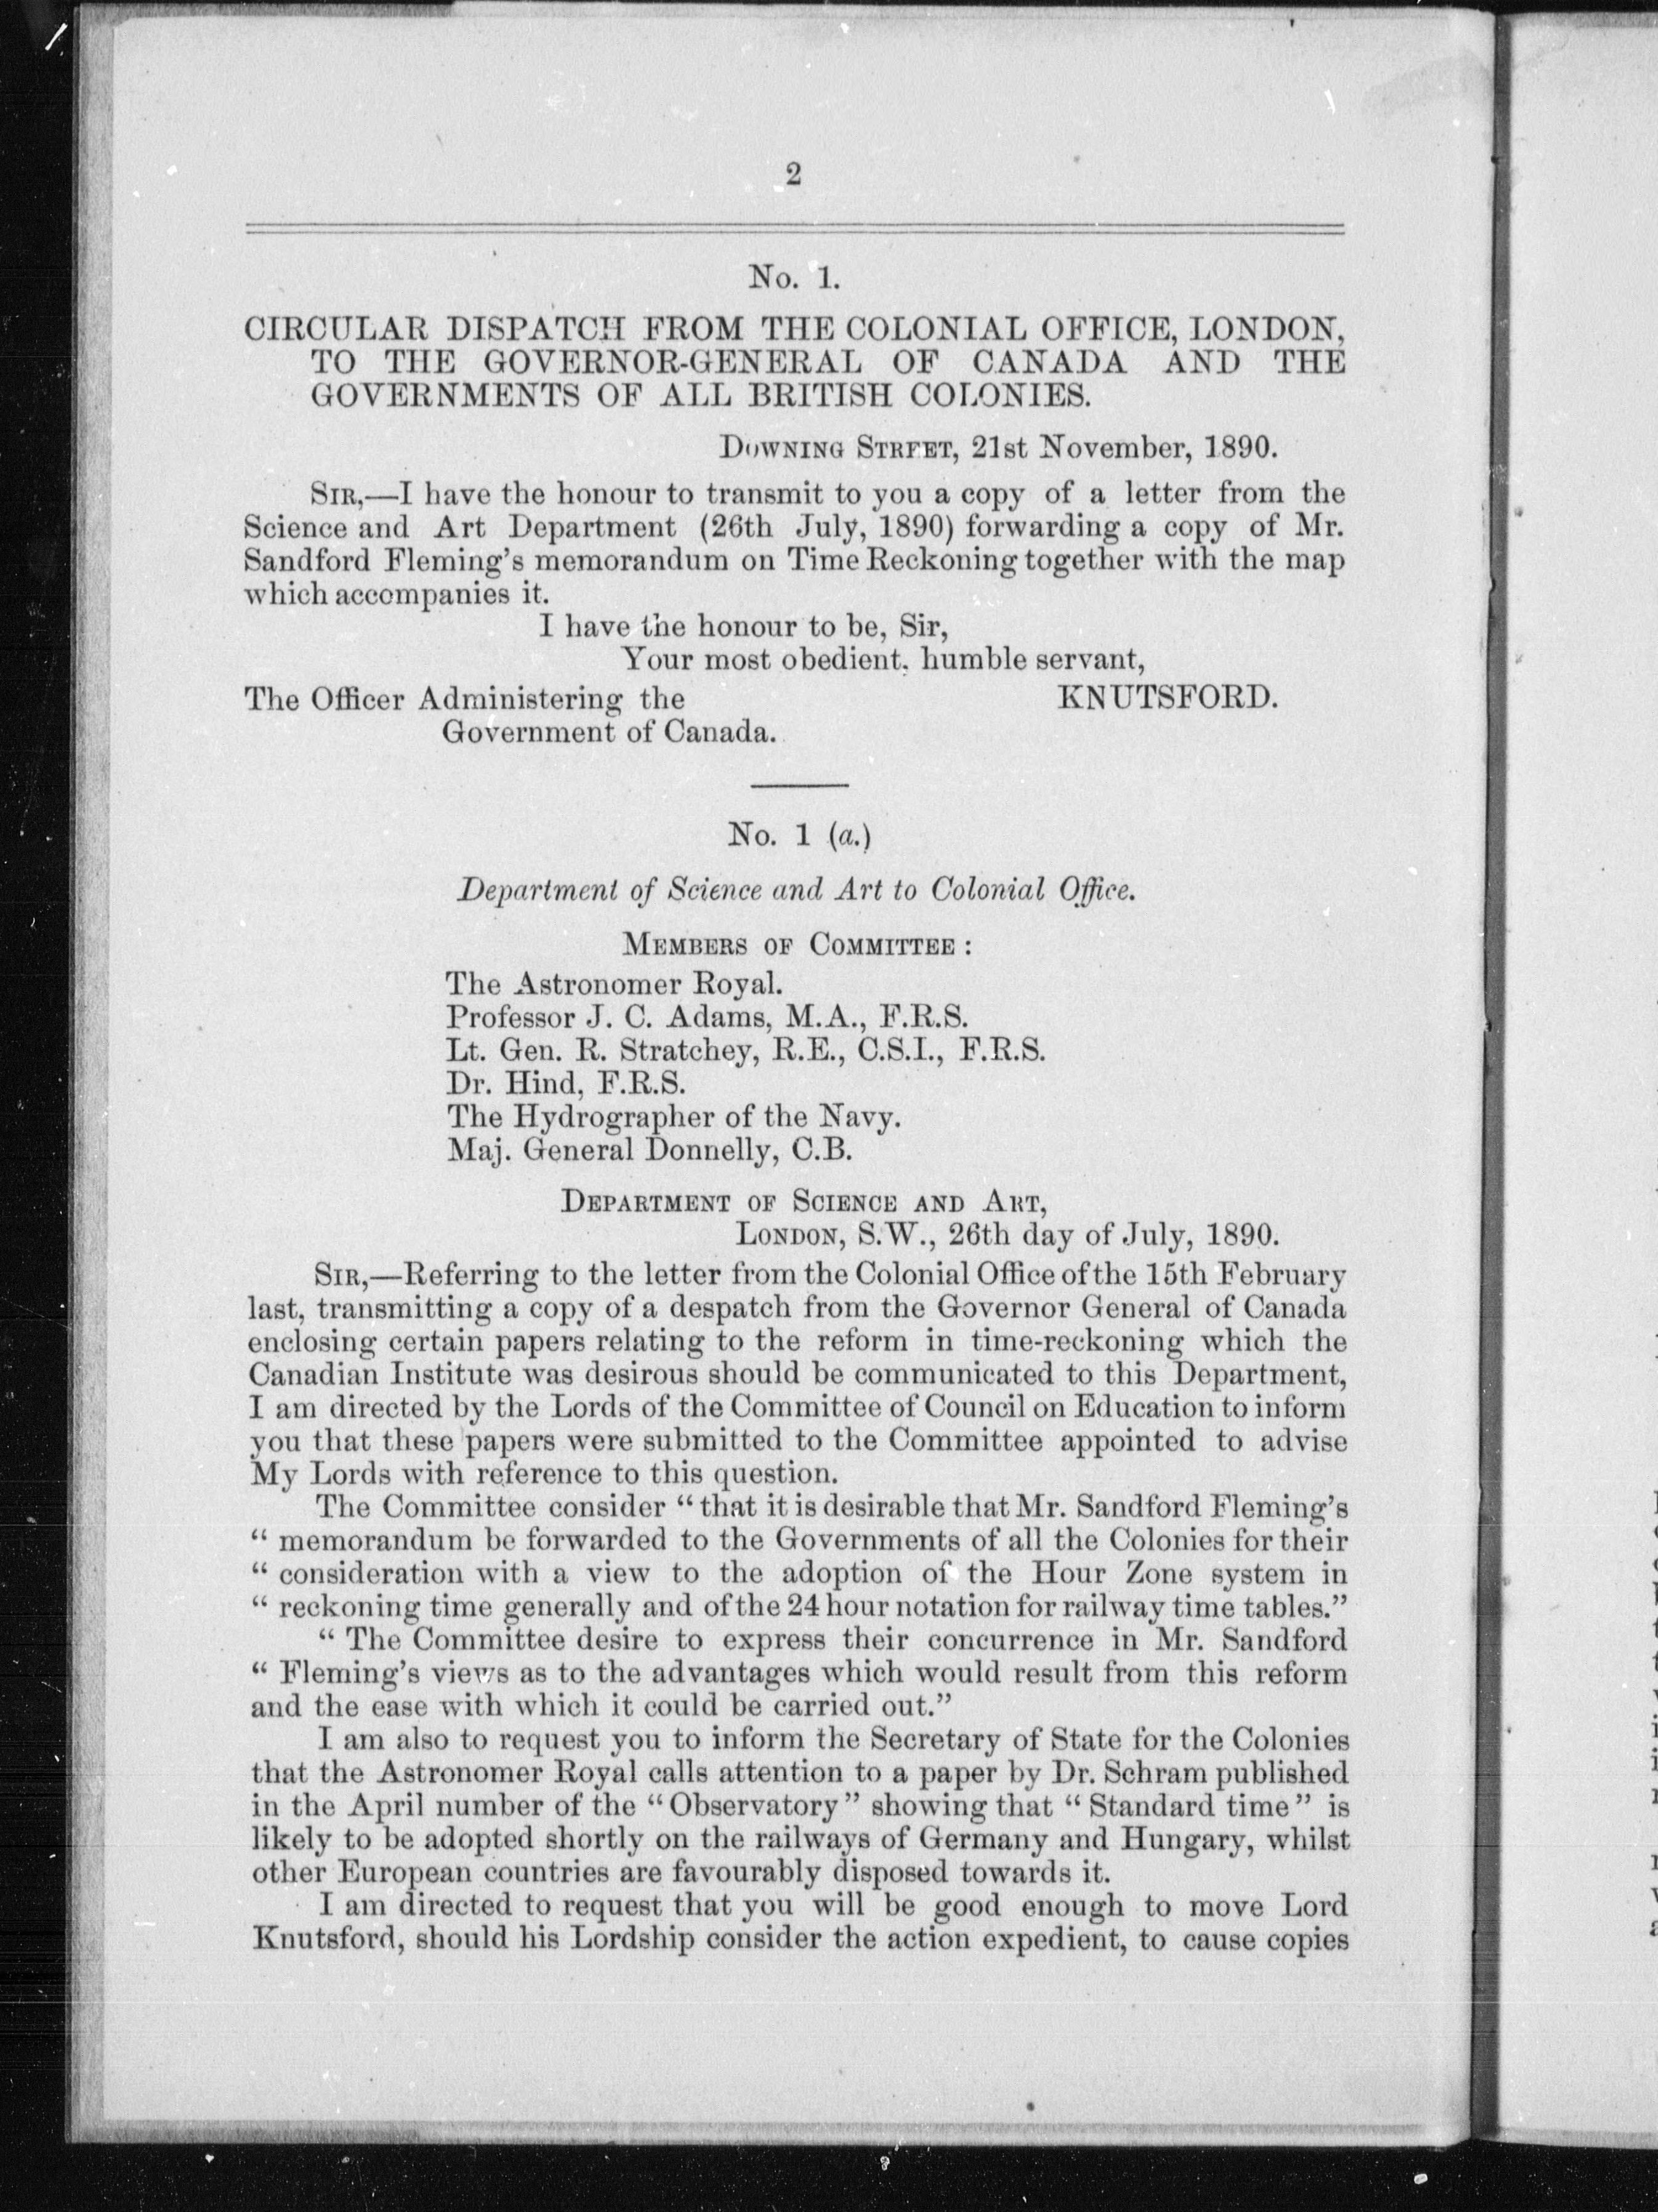 2
No. 1.
CIRCULAR DISPATCH FROM THE COLONIAL OFFICE, LONDON,
TO THE GOVERNOR-GENERAL OF CANADA AND THE
GOVERNMENTS OF ALL BRITISH COLONIES.
DOWNING STREET, 21st November, 1890.
SIR,—I have the honour to transmit to you a copy of a letter from the
Science and Art Department (26th July, 1890) forwarding a copy of Mr.
Sandford Fleming's memorandum on Time Reckoning together with the map
which accompanies it.
I have the honour to be, Sir,
Your most obedient, humble servant,
The Officer Administering the KNUTSFORD.
Government of Canada.
No. 1 (a.)
Department of Science and Art to Colonial Office.
MEMBERS OF COMMITTEE:
The Astronomer Royal.
Professor J. C. Adams, M.A., F.R.S.
Lt. Gen. R. Stratchey, R.E., C.S.I., F.R.S.
Dr. Hind, F.R.S.
The Hydrographer of the Navy.
Maj. General Donnelly, C.B.
DEPARTMENT OF SCIENCE AND ART,
LONDON, S.W., 26th day of July, 1890.
SIR,—Referring to the letter from the Colonial Office of the 15th February
last, transmitting a copy of a despatch from the Governor General of Canada
enclosing certain papers relating to the reform in time-reckoning which the
Canadian Institute was desirous should be communicated to this Department,
I am directed by the Lords of the Committee of Council on Education to inform
you that these papers were submitted to the Committee appointed to advise
My Lords with reference to this question.
The Committee consider "that it is desirable that Mr. Sandford Fleming's
" memorandum be forwarded to the Governments of all the Colonies for their
" consideration with a view to the adoption of the Hour Zone system in
" reckoning time generally and of the 24 hour notation for railway time tables."
" The Committee desire to express their concurrence in Mr. Sandford
" Fleming's views as to the advantages which would result from this reform
and the ease with which it could be carried out."
I am also to request you to inform the Secretary of State for the Colonies
that the Astronomer Royal calls attention to a paper by Dr. Schram published
in the April number of the "Observatory" showing that "Standard time" is
likely to be adopted shortly on the railways of Germany and Hungary, whilst
other European countries are favourably disposed towards it.
I am directed to request that you will be good enough to move Lord
Knutsford, should his Lordship consider the action expedient, to cause copies